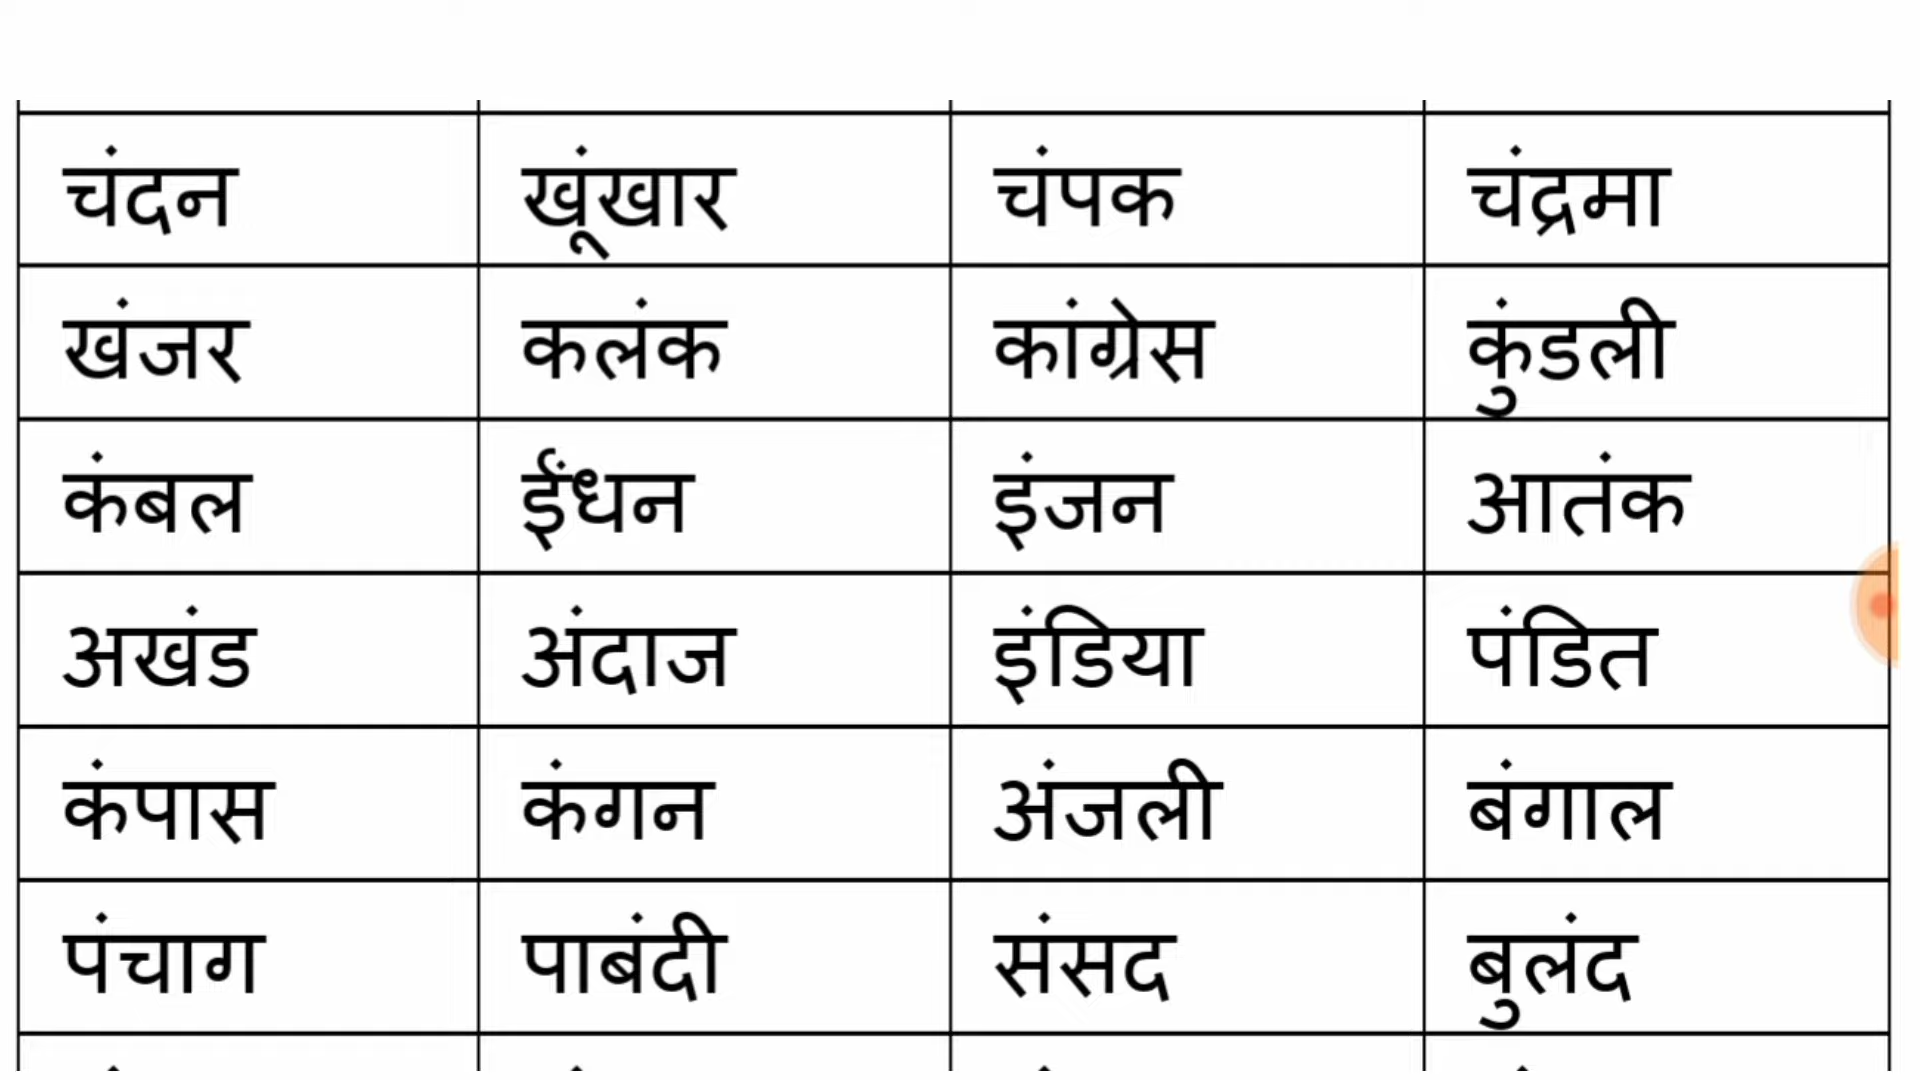 चंदन खूंखार चंपक चंद्रमा
खंजर कलंक कांग्रेस कुंडली
कंबल ईंधन इंजन आतंक
अखंड अंदाज इंडिया पंडित
कंपास कंगन अंजली बंगाल
पंचाग पाबंदी संसद बुलंद